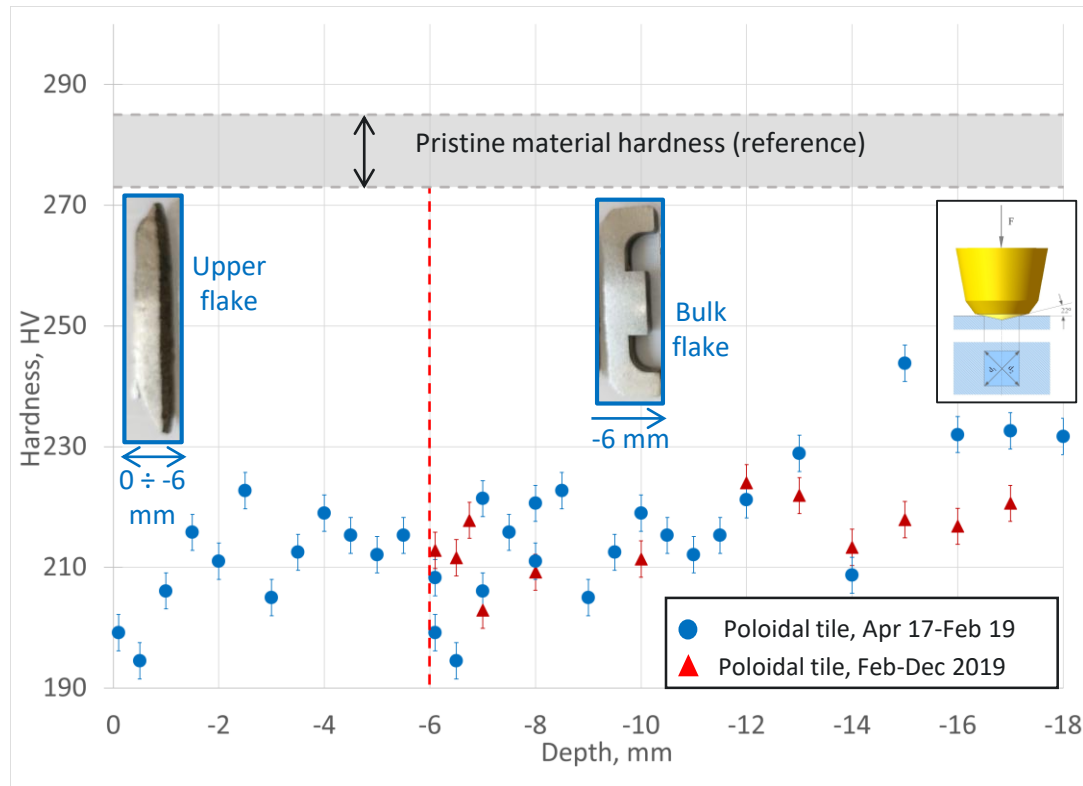 290
270
250
230
210
190
Hardness, HV
Pristine material hardness (reference)
Upper
flake
0 ÷ -6
mm
Bulk
flake
-6 mm
F
22°
Poloidal tile, Apr 17-Feb 19
Poloidal tile, Feb-Dec 2019
0
-2
-4
-6
-8
-10
-12
-14
-16
-18
Depth, mm